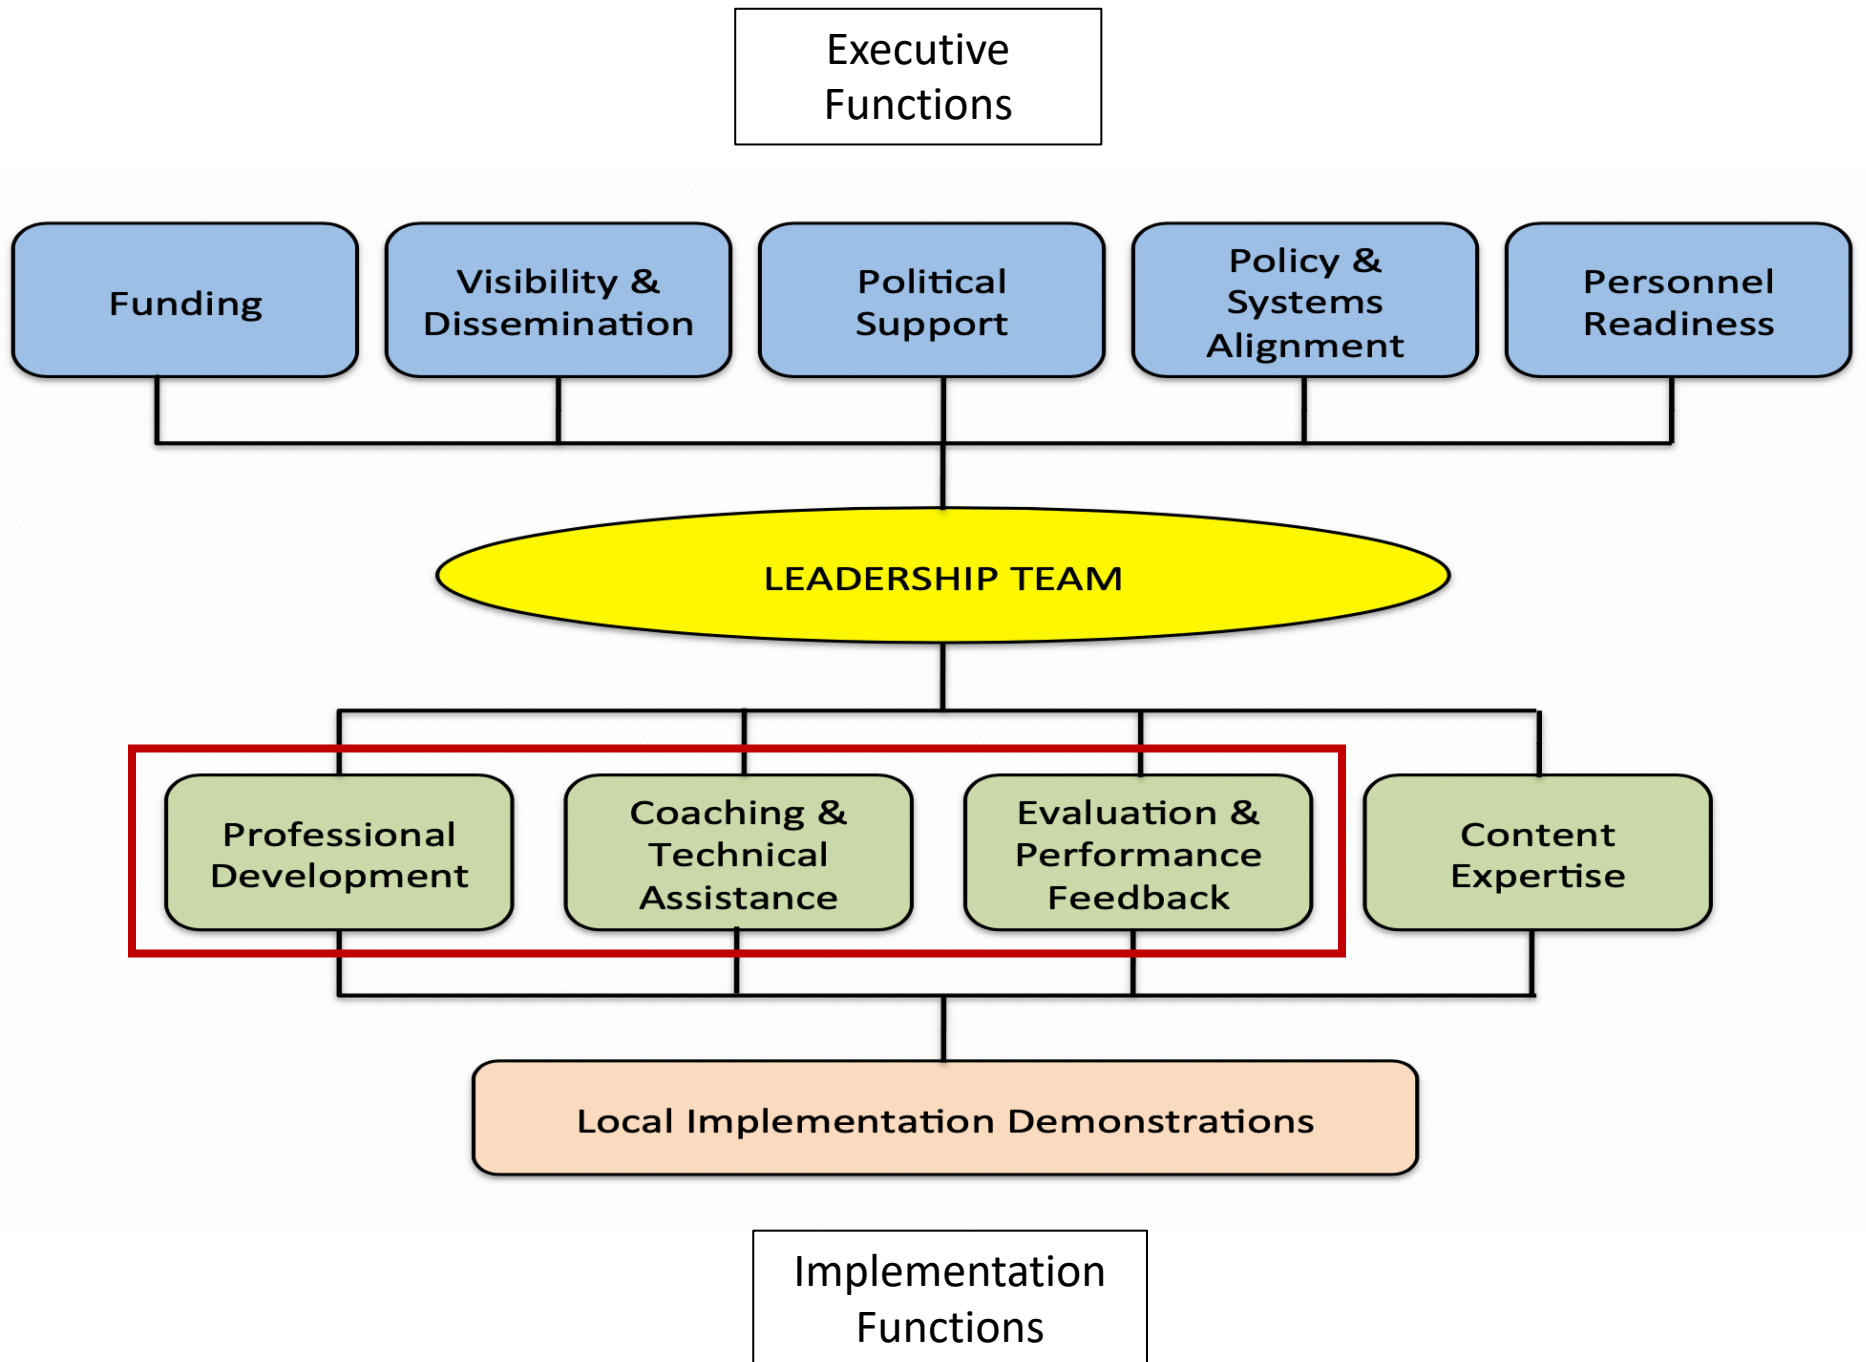 Executive
Functions
Funding
Visibility &
Dissemination
Political
Support
Policy &
Systems
Alignment
Personnel
Readiness
LEADERSHIP TEAM
Professional
Development
Coaching &
Technical
Assistance
Evaluation &
Performance
Feedback
Content
Expertise
Local Implementation Demonstrations
Implementation
Functions